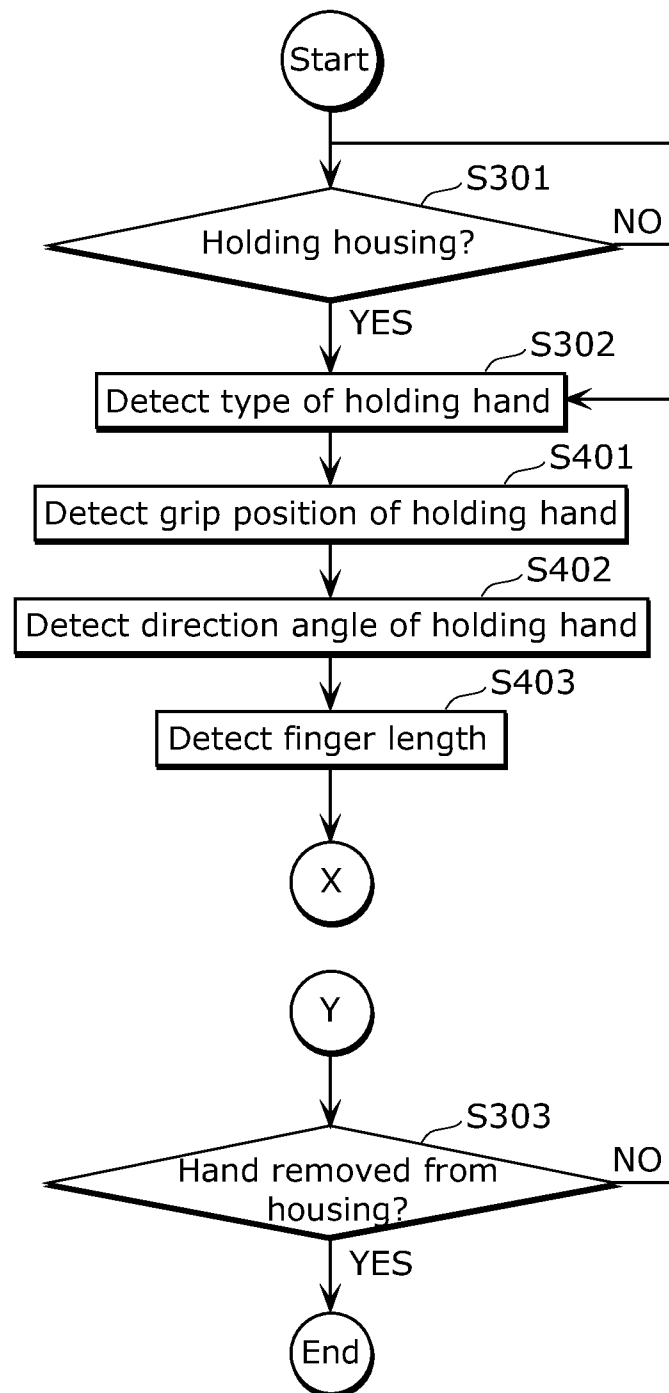 Start
S301
Holding housing?
NO
YES
S302
Detect type of holding hand
S401
Detect grip position of holding hand
S402
Detect direction angle of holding hand
S403
Detect finger length
X
Y
S303
Hand removed from
housing?
NO
YES
End